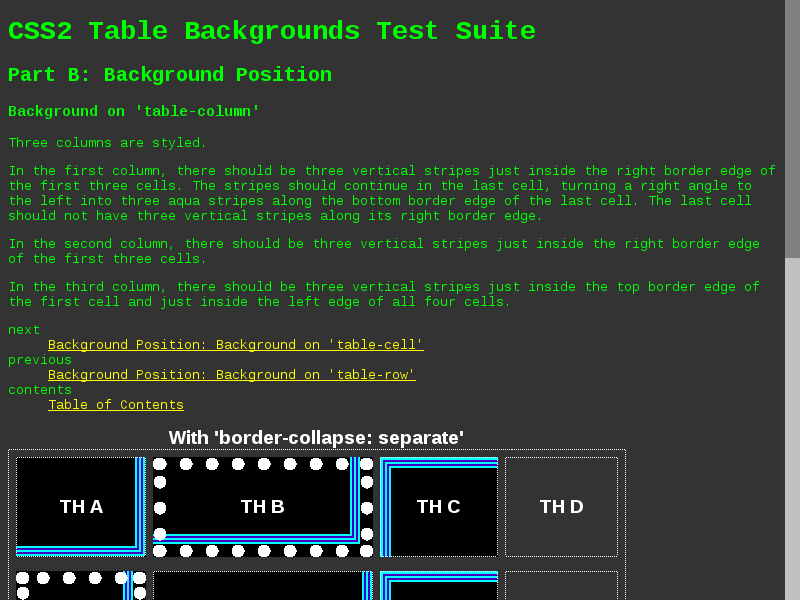 CSS2 Table Backgrounds Test Suite
Part B: Background Position
Background on 'table-column'
Three columns are styled.
In the first column, there should be three vertical stripes just inside the right border edge of
the first three cells. The stripes should continue in the last cell, turning a right angle to
the left into three aqua stripes along the bottom border edge of the last cell. The last cell
should not have three vertical stripes along its right border edge.
In the second column, there should be three vertical stripes just inside the right border edge
of the first three cells.
In the third column, there should be three vertical stripes just inside the top border edge of
the first cell and just inside the left edge of all four cells.
next
Background Position: Background on 'table-cell'
previous
Background Position: Background on 'table-row'
contents
Table of Contents
With 'border-collapse: separate'
TH A TH B TH C TH D